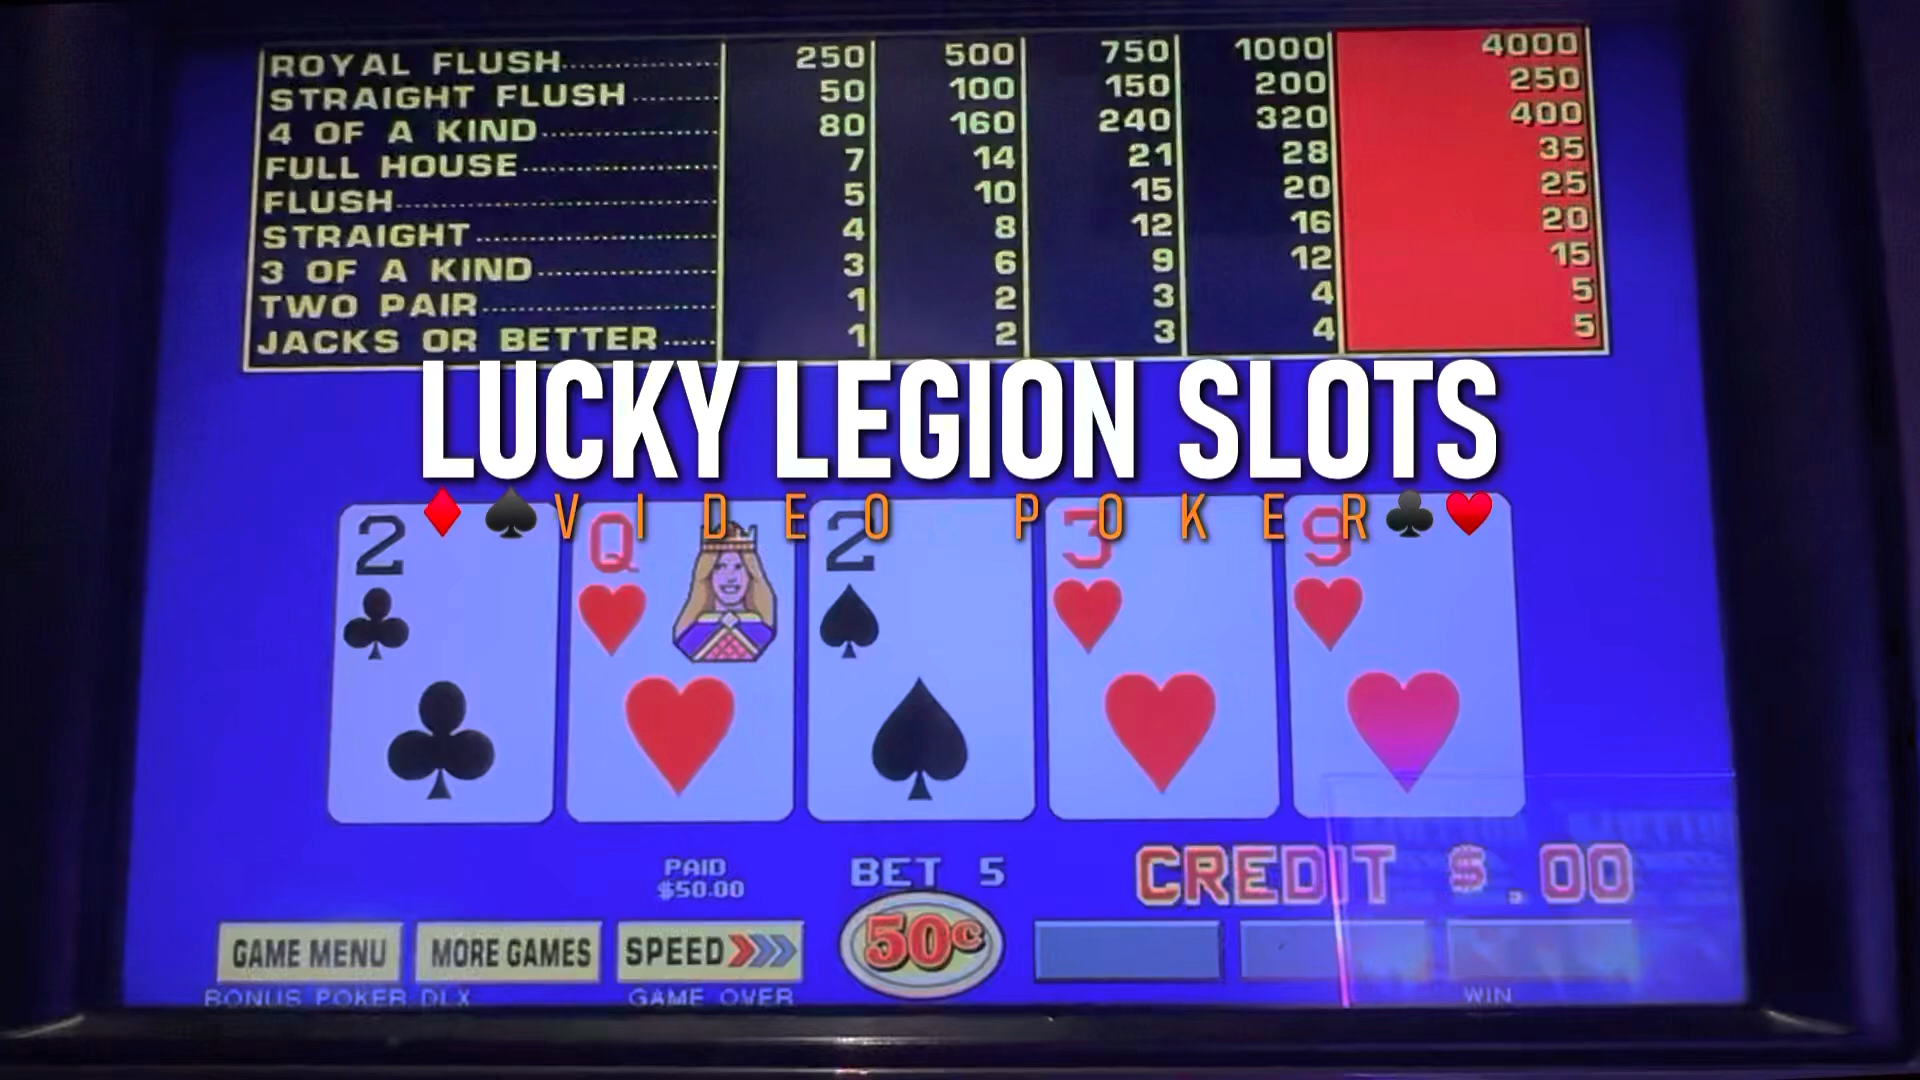 ROYAL FLUSH 250 500 750 1000 4000
STRAIGHT FLUSH 50 100 150 200 250
4 OF A KIND 80 160 240 320 400
FULL HOUSE 7 14 21 28 35
FLUSH 5 10 15 20 25
STRAIGHT 4 8 12 16 20
3 OF A KIND 3 6 9 12 15
TWO PAIR 1 2 3 4 5
JACKS OR BETTER 1 2 3 4 5
LUCKY LEGION SLOTS
VIDEO POKER
2 Q 2 3 9
PAID
$50.00
BET 5
CREDIT $.00
GAME MENU
MORE GAMES
SPEED
50¢
BONUS POKER DLX
GAME OVER
WIN